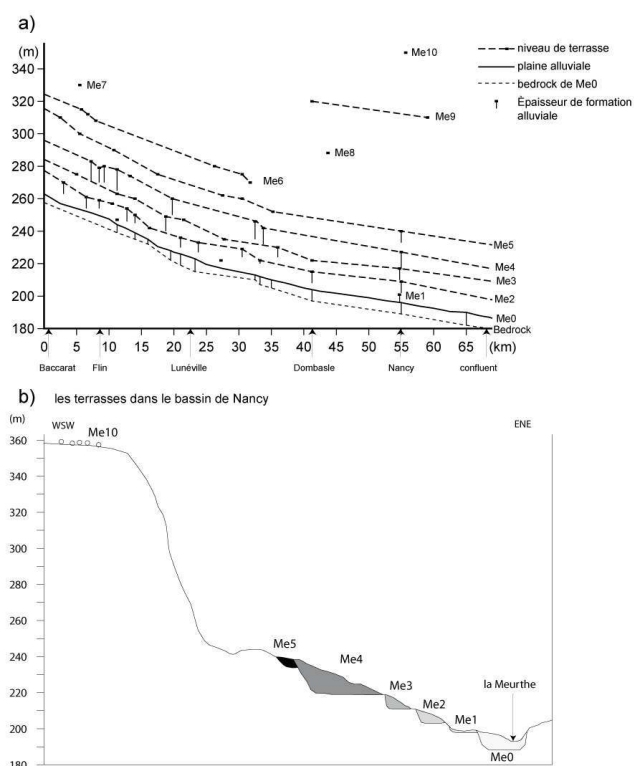 a)
(m)
340
320
300
280
260
240
220
200
180
Me7
Me10
Me9
Me8
Me6
Me5
Me4
Me3
Me2
Me1
Me0
Bedrock
niveau de terrasse
plaine alluviale
bedrock de Me0
Épaisseur de formation
alluviale
0 5 10 15 20 25 30 35 40 45 50 55 60 65 (km)
Baccarat Flin Lunéville Dombasle Nancy confluent
b) les terrasses dans le bassin de Nancy
(m)
WSW ENE
Me10
360
340
320
300
280
260
240
220
200
180
Me5
Me4
Me3
Me2
Me1
la Meurthe
Me0